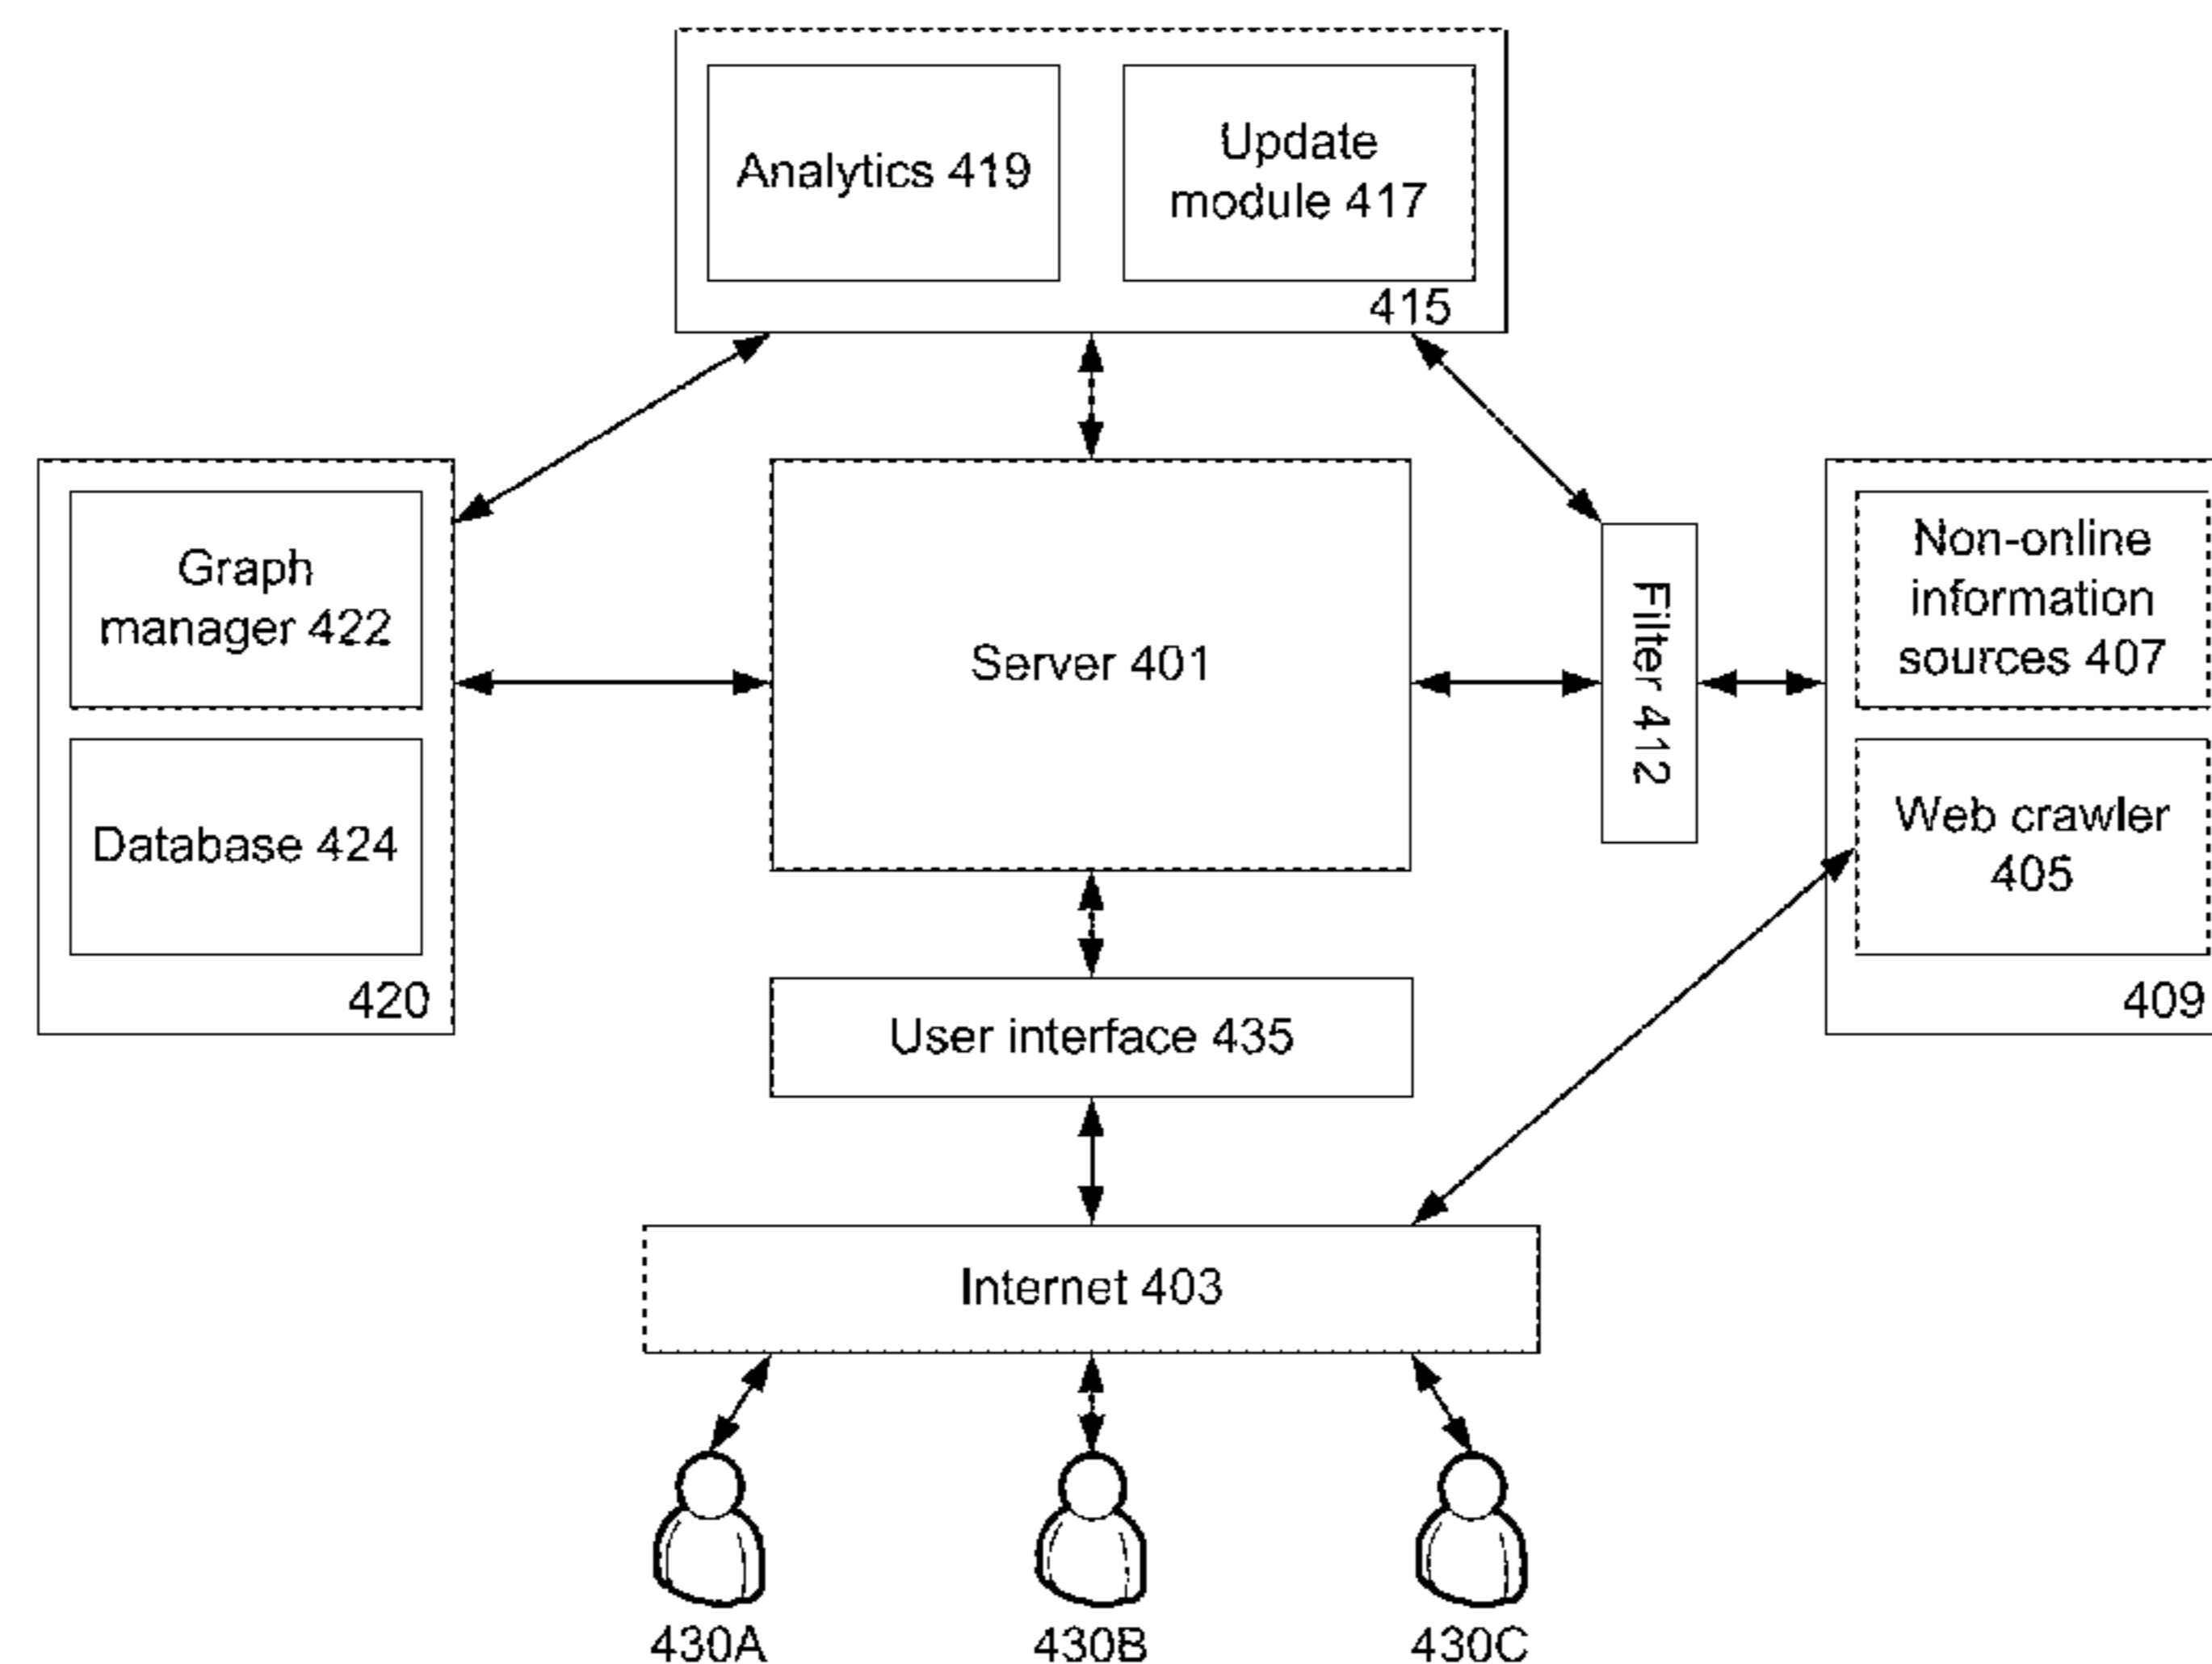 Analytics 419
Update
module 417
415
Graph
manager 422
Database 424
420
Server 401
Filter 412
Non-online
information
sources 407
Web crawler
405
409
User interface 435
Internet 403
430A
430B
430C